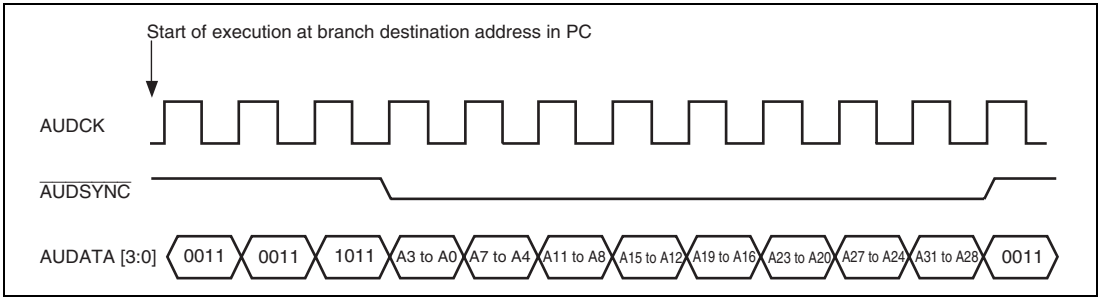 Start of execution at branch destination address in PC
AUDCK
AUDSYNC
AUDATA [3:0] 0011 0011 1011 A3 to A0 A7 to A4 A11 to A8 A15 to A12 A19 to A16 A23 to A20 A27 to A24 A31 to A28 0011